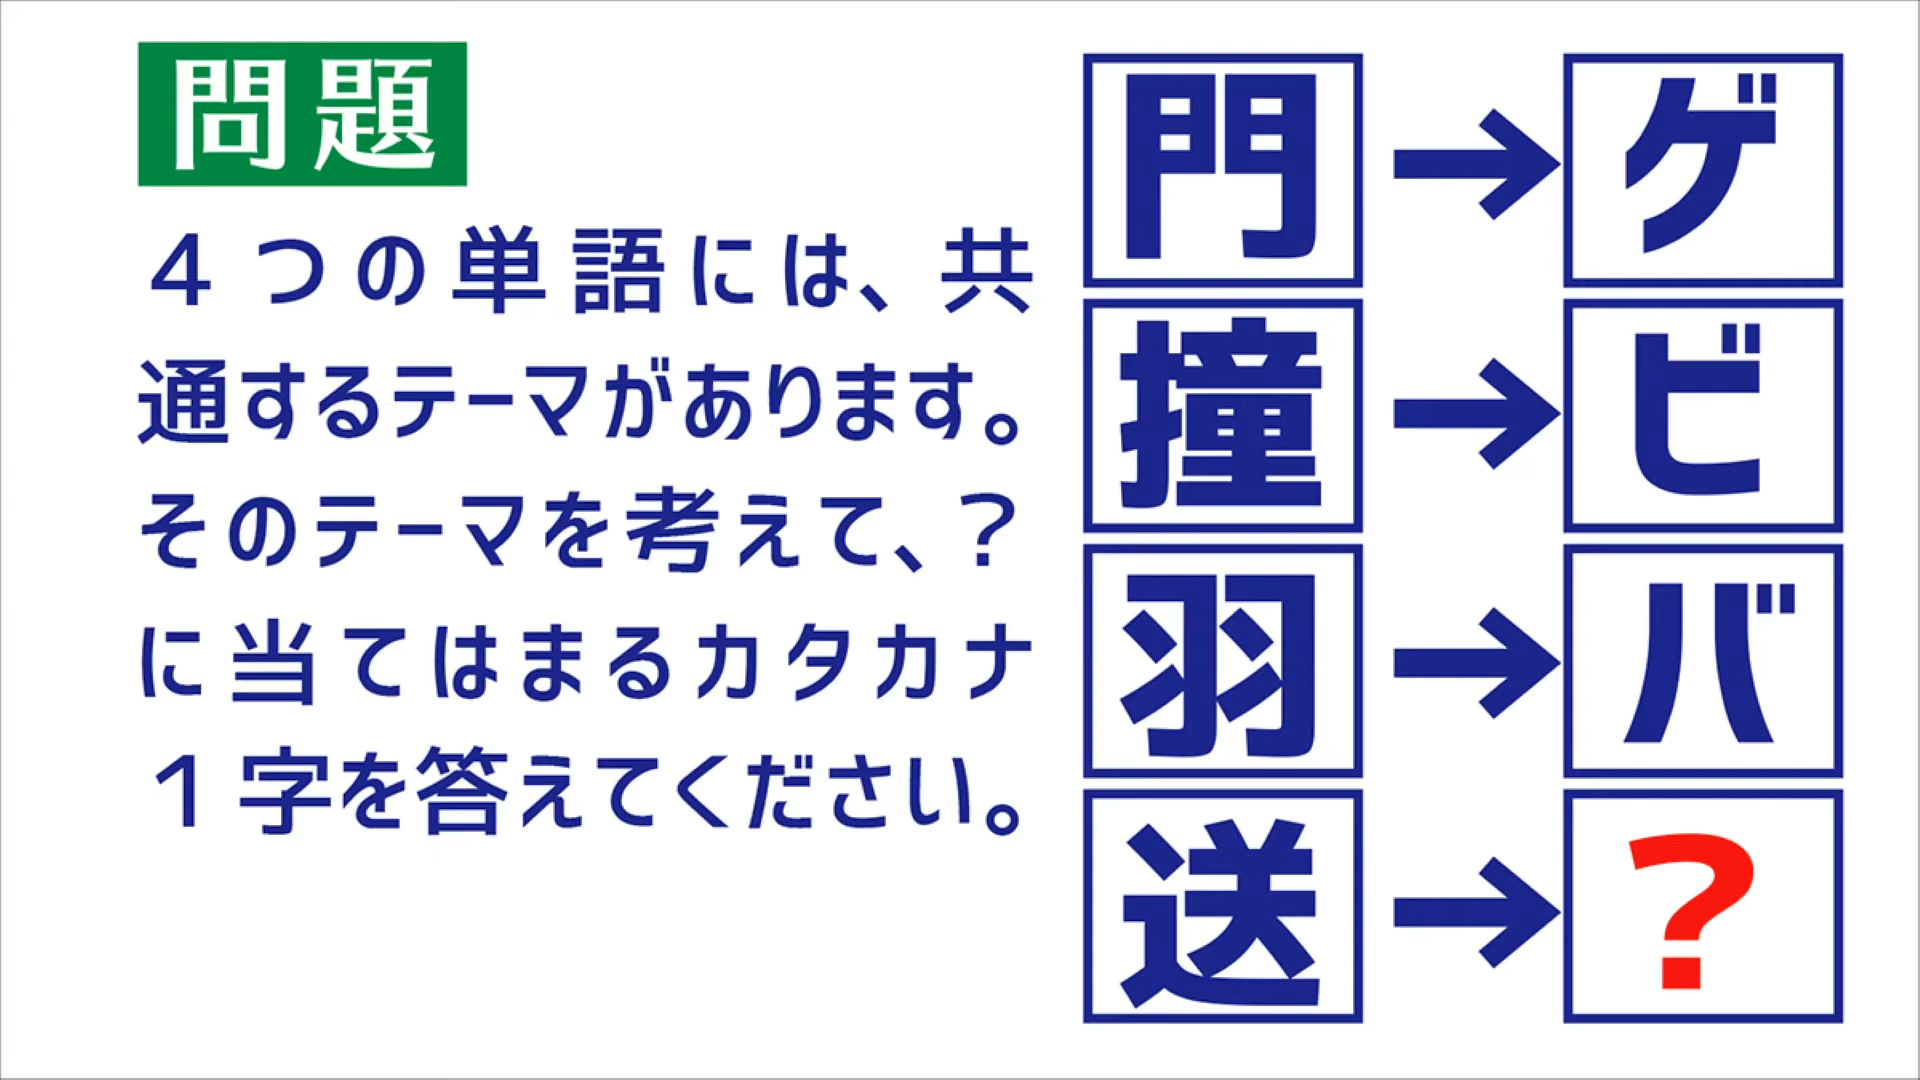 問題
４つの単語には、共
通するテーマがあります。
そのテーマを考えて、？
に当てはまるカタカナ
１字を答えてください。
門→ゲ
撞→ビ
羽→バ
送→？